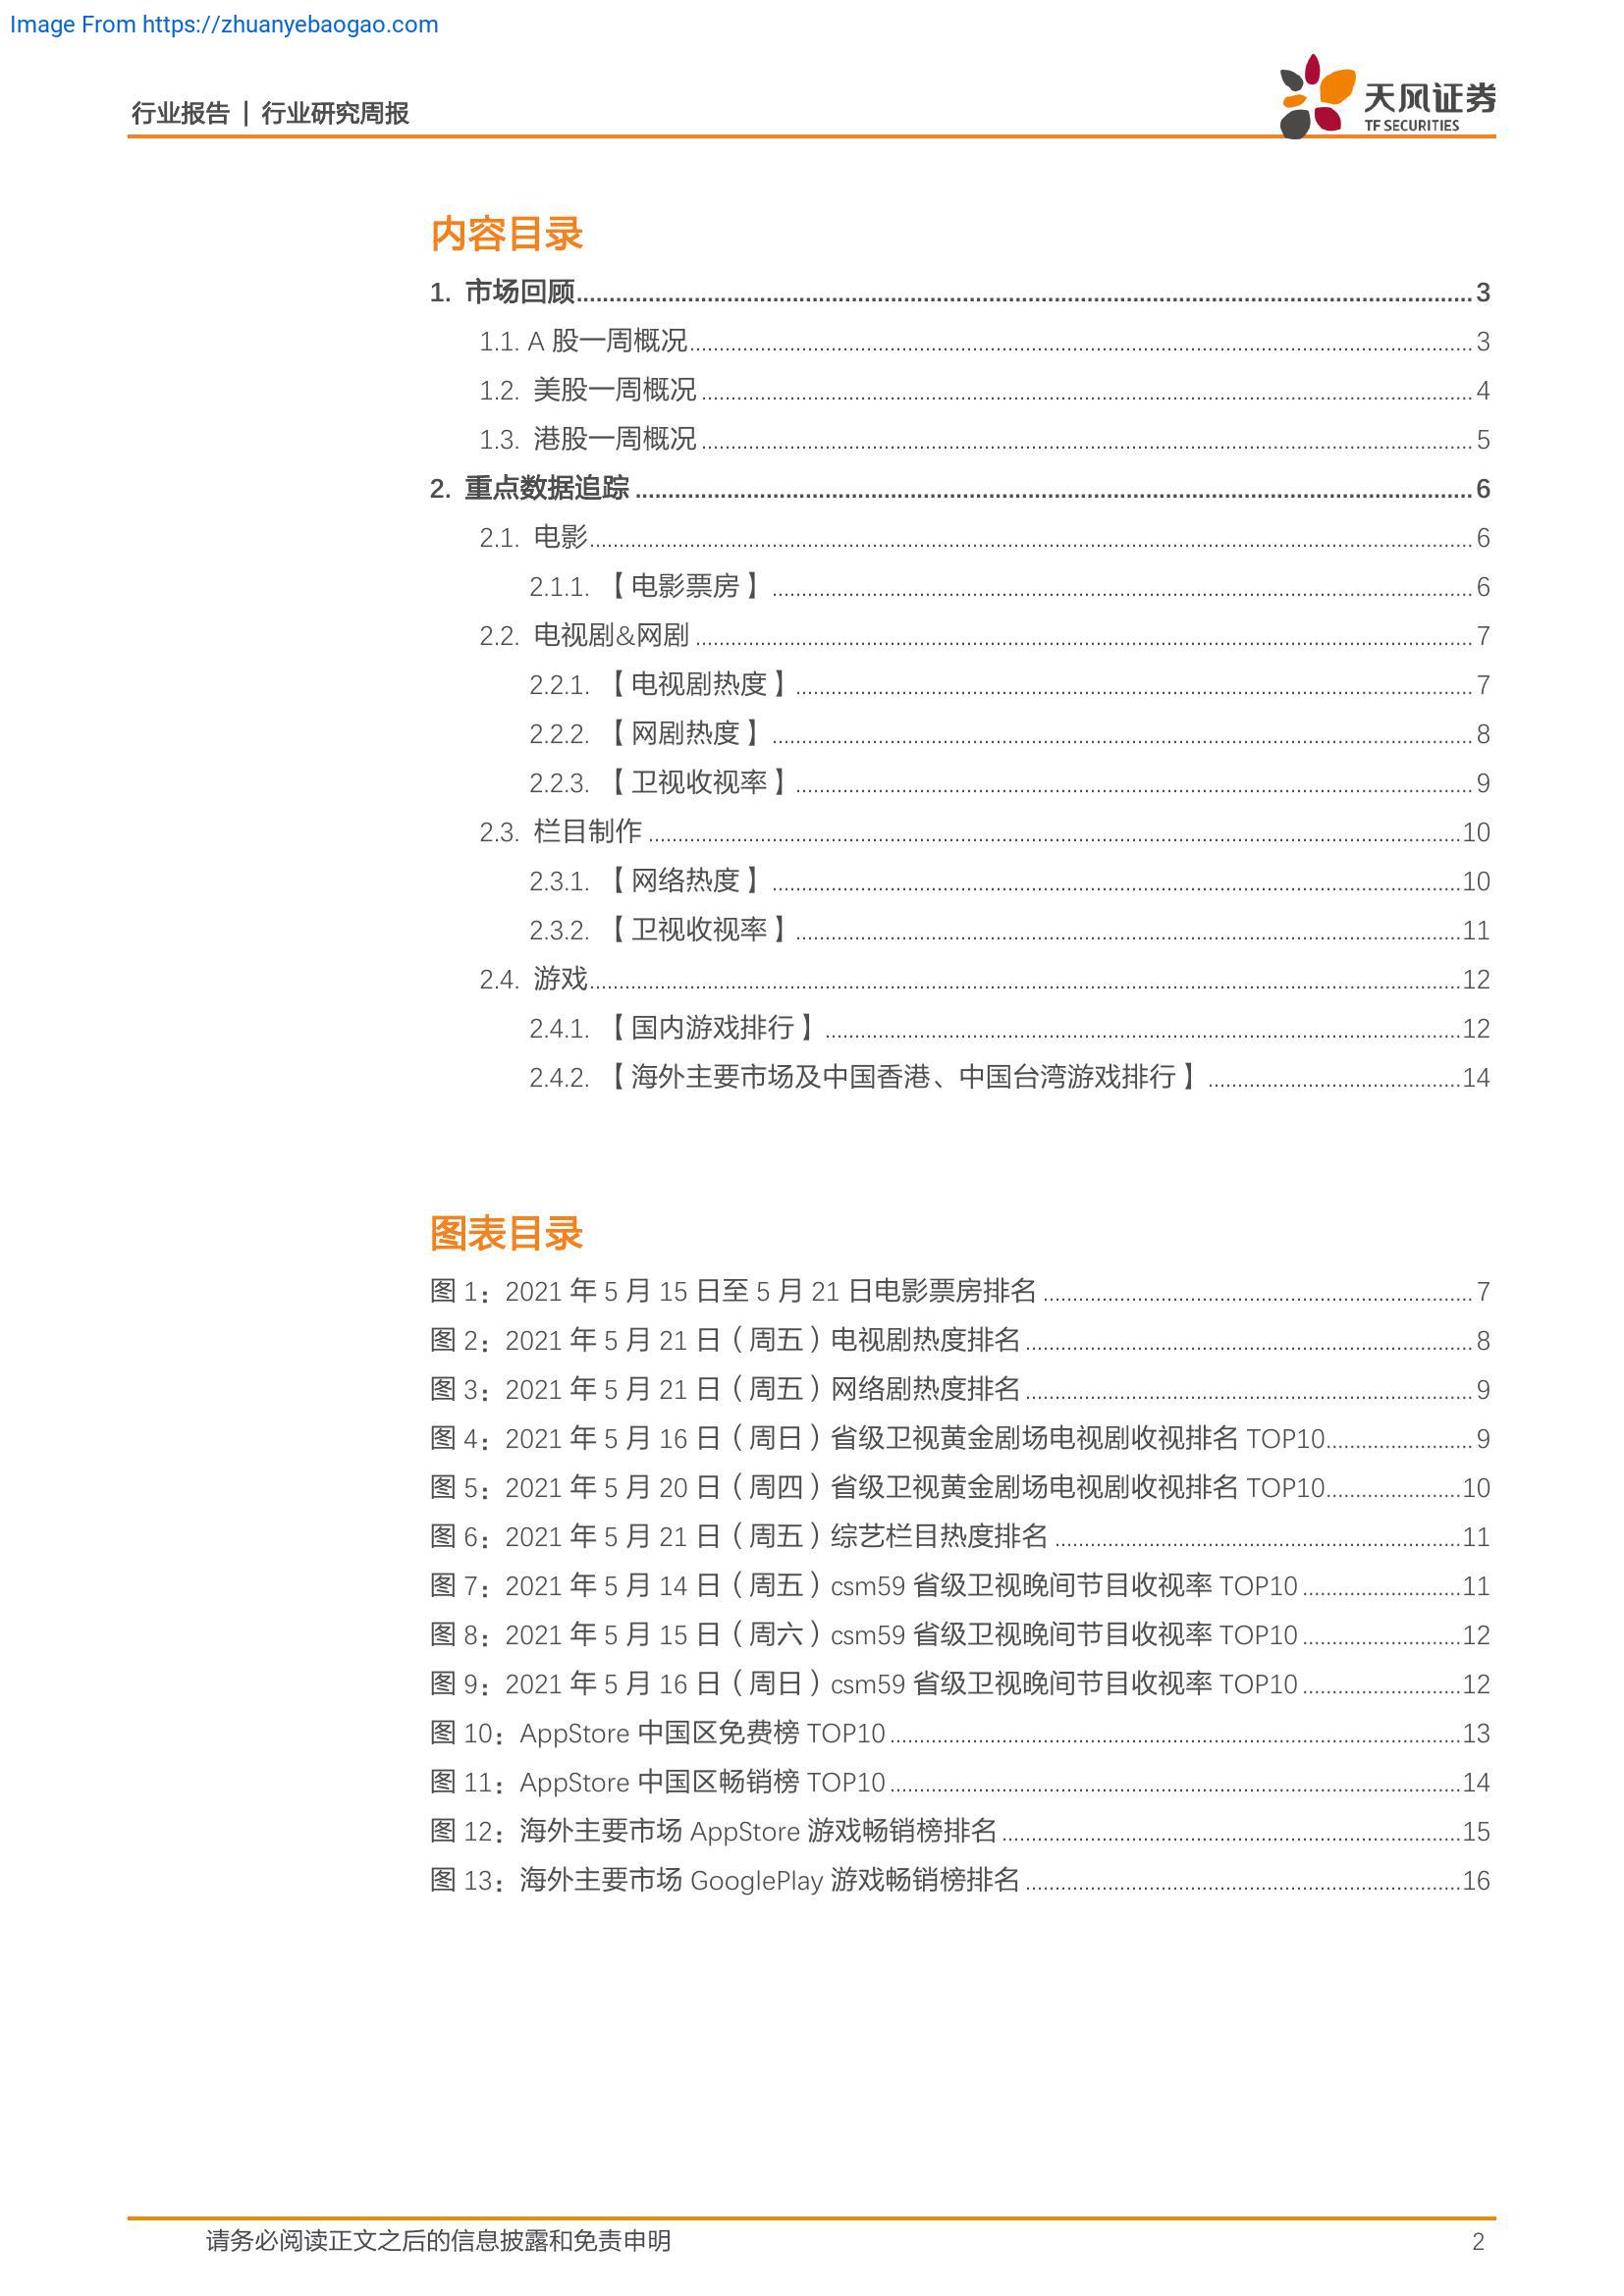 Image From https://zhuanyebaogao.com
行业报告 | 行业研究周报
天风证券
TF SECURITIES
内容目录
1. 市场回顾 3
1.1. A 股一周概况 3
1.2. 美股一周概况 4
1.3. 港股一周概况 5
2. 重点数据追踪 6
2.1. 电影 6
2.1.1. 【电影票房】 6
2.2. 电视剧&网剧 7
2.2.1. 【电视剧热度】 7
2.2.2. 【网剧热度】 8
2.2.3. 【卫视收视率】 9
2.3. 栏目制作 10
2.3.1. 【网络热度】 10
2.3.2. 【卫视收视率】 11
2.4. 游戏 12
2.4.1. 【国内游戏排行】 12
2.4.2. 【海外主要市场及中国香港、中国台湾游戏排行】 14
图表目录
图 1：2021 年 5 月 15 日至 5 月 21 日电影票房排名 7
图 2：2021 年 5 月 21 日（周五）电视剧热度排名 8
图 3：2021 年 5 月 21 日（周五）网络剧热度排名 9
图 4：2021 年 5 月 16 日（周日）省级卫视黄金剧场电视剧收视排名 TOP10 9
图 5：2021 年 5 月 20 日（周四）省级卫视黄金剧场电视剧收视排名 TOP10 10
图 6：2021 年 5 月 21 日（周五）综艺栏目热度排名 11
图 7：2021 年 5 月 14 日（周五）csm59 省级卫视晚间节目收视率 TOP10 11
图 8：2021 年 5 月 15 日（周六）csm59 省级卫视晚间节目收视率 TOP10 12
图 9：2021 年 5 月 16 日（周日）csm59 省级卫视晚间节目收视率 TOP10 12
图 10：AppStore 中国区免费榜 TOP10 13
图 11：AppStore 中国区畅销榜 TOP10 14
图 12：海外主要市场 AppStore 游戏畅销榜排名 15
图 13：海外主要市场 GooglePlay 游戏畅销榜排名 16
请务必阅读正文之后的信息披露和免责申明 2